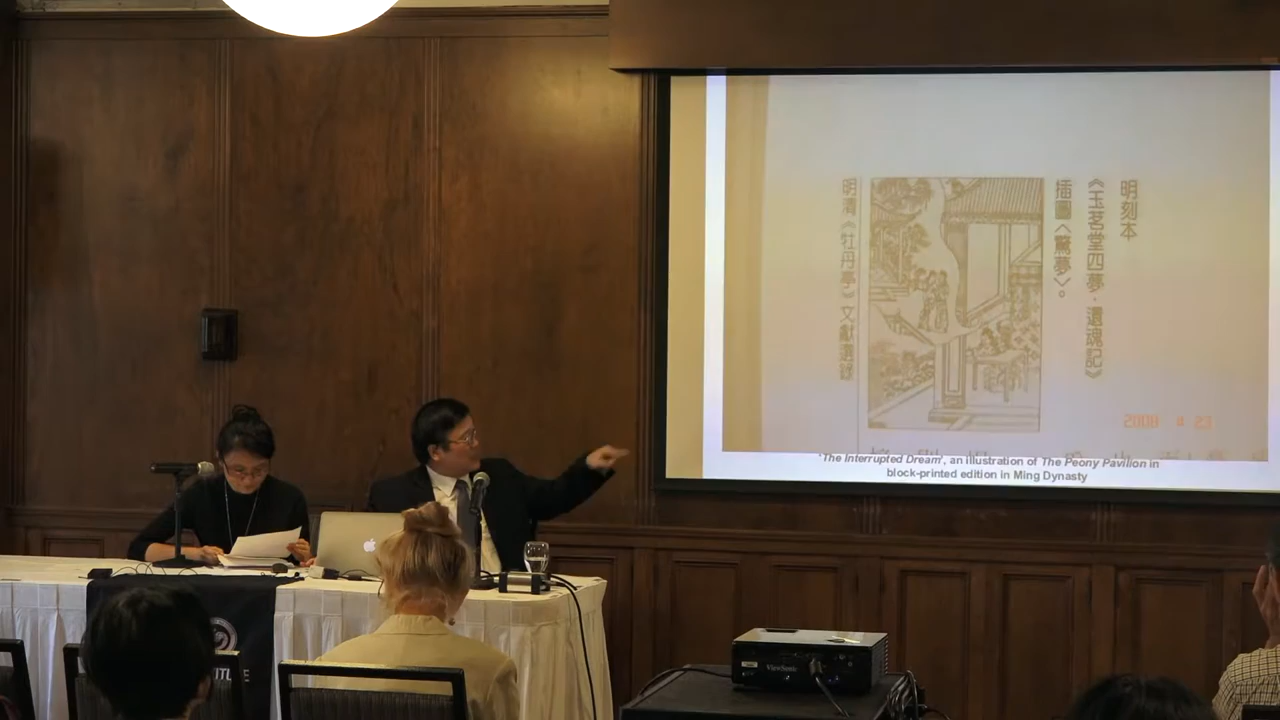 明刻本
《玉茗堂四夢·還魂記》
插圖〈驚夢〉。
明清《牡丹亭》文獻選錄
2008 4 23
'The Interrupted Dream', an illustration of The Peony Pavilion in
block-printed edition in Ming Dynasty
ViewSonic